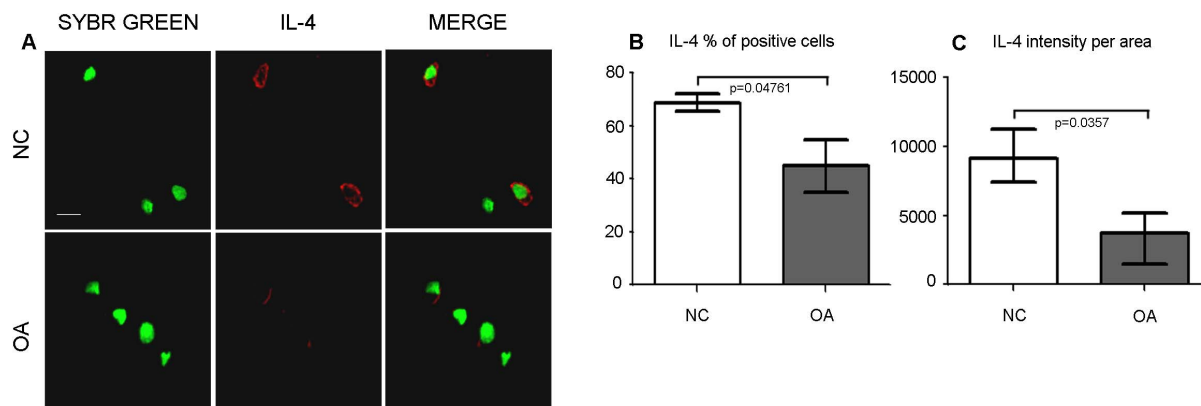 SYBR GREEN IL-4 MERGE
A
NC
OA
B IL-4 % of positive cells
80
60
40
20
0
p=0.04761
NC OA
C IL-4 intensity per area
15000
10000
5000
0
p=0.0357
NC OA